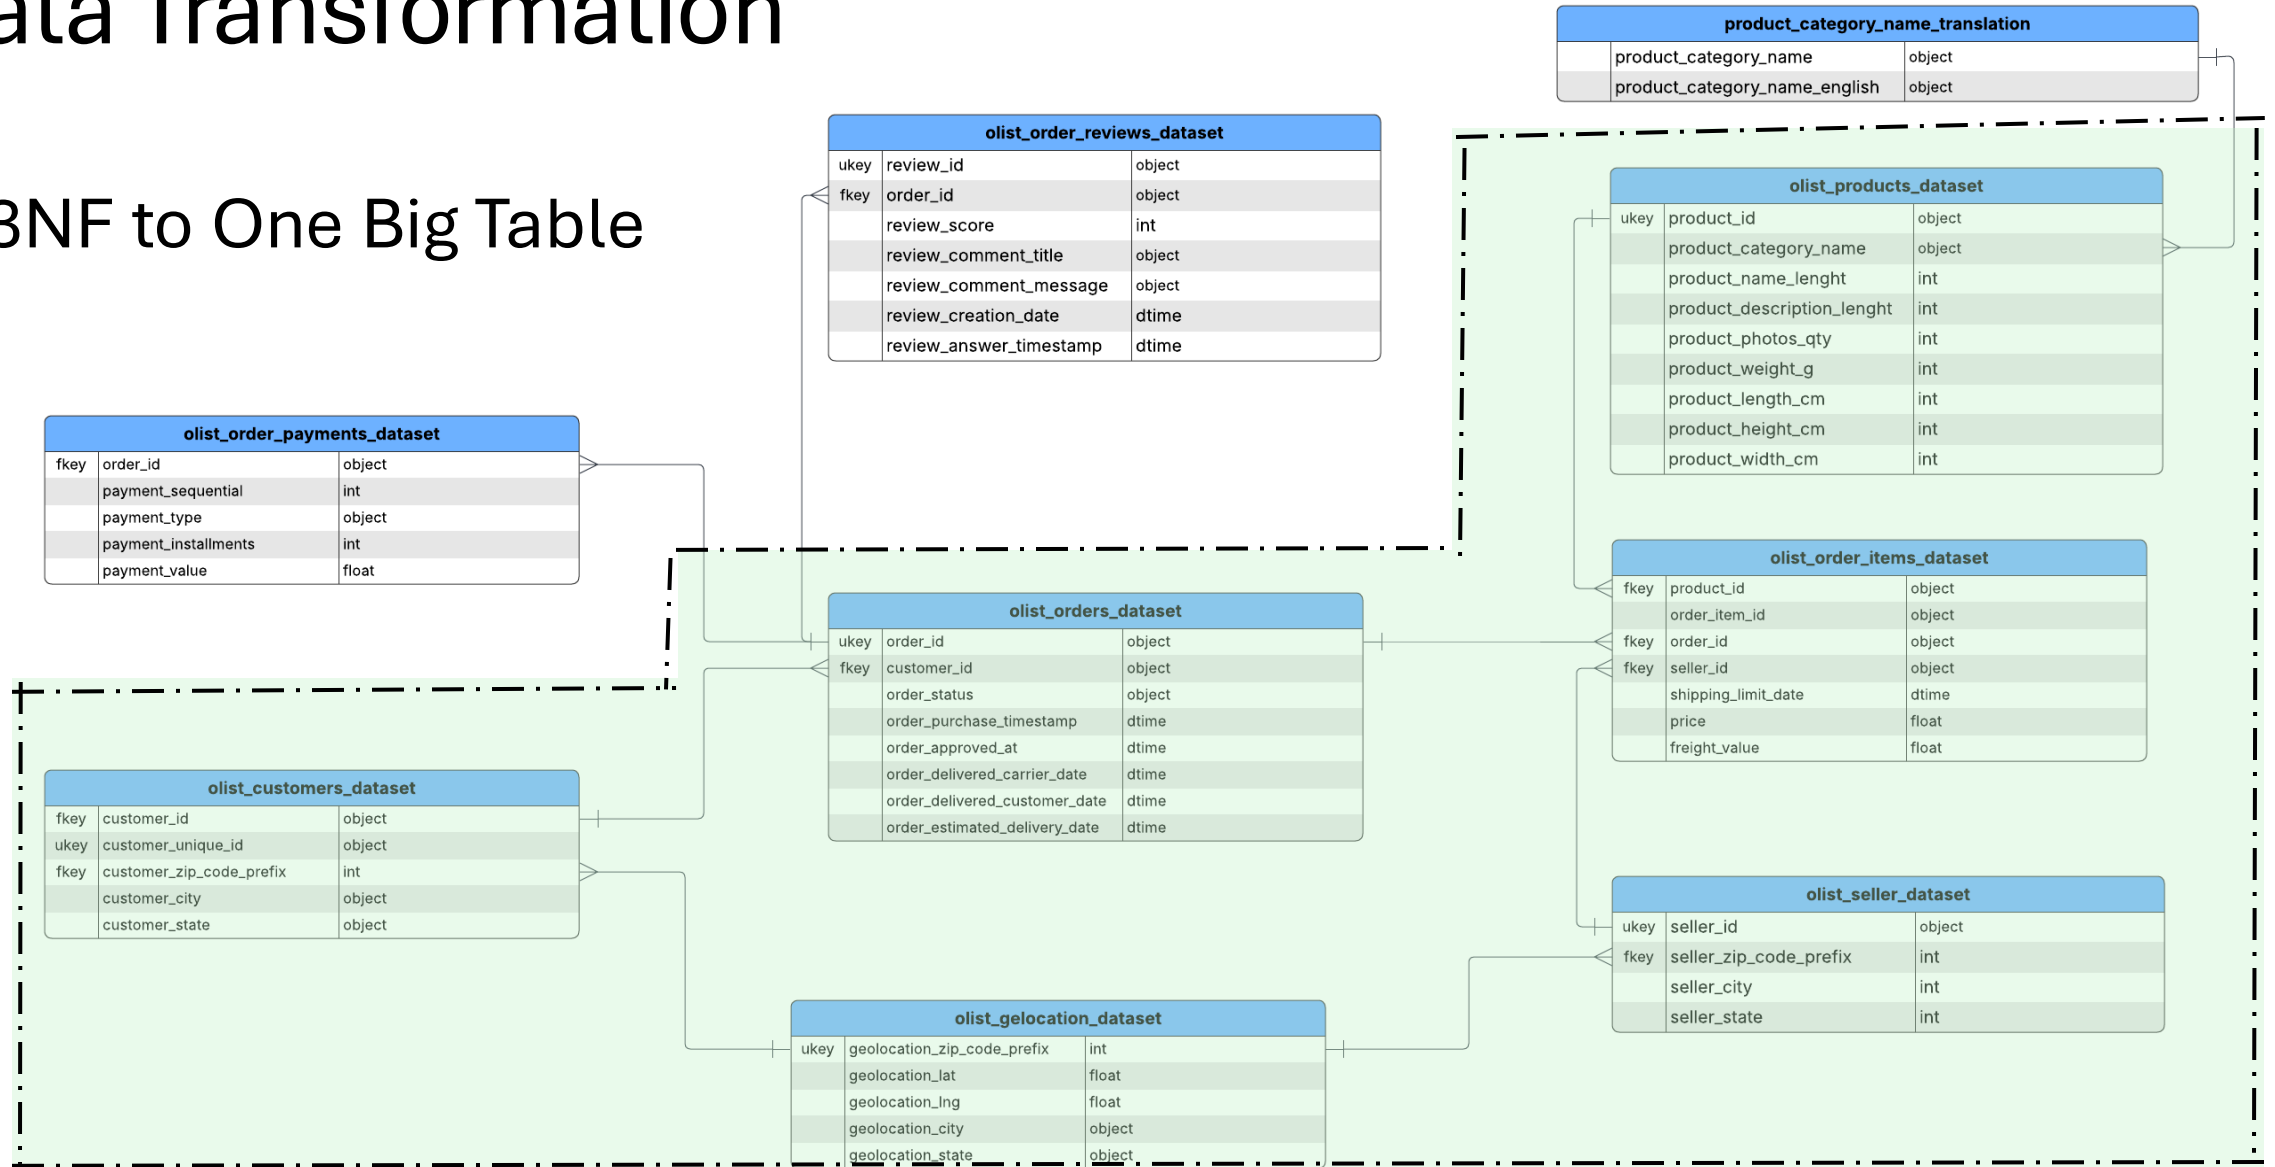 ata Transformation
3NF to One Big Table
product_category_name_translation
product_category_name object
product_category_name_english object
olist_order_reviews_dataset
ukey review_id object
fkey order_id object
review_score int
review_comment_title object
review_comment_message object
review_creation_date dtime
review_answer_timestamp dtime
olist_products_dataset
ukey product_id object
product_category_name object
product_name_lenght int
product_description_lenght int
product_photos_qty int
product_weight_g int
product_length_cm int
product_height_cm int
product_width_cm int
olist_order_payments_dataset
fkey order_id object
payment_sequential int
payment_type object
payment_installments int
payment_value float
olist_orders_dataset
ukey order_id object
fkey customer_id object
order_status object
order_purchase_timestamp dtime
order_approved_at dtime
order_delivered_carrier_date dtime
order_delivered_customer_date dtime
order_estimated_delivery_date dtime
olist_order_items_dataset
fkey product_id object
order_item_id object
fkey order_id object
fkey seller_id object
shipping_limit_date dtime
price float
freight_value float
olist_customers_dataset
fkey customer_id object
ukey customer_unique_id object
fkey customer_zip_code_prefix int
customer_city object
customer_state object
olist_seller_dataset
ukey seller_id object
fkey seller_zip_code_prefix int
seller_city int
seller_state int
olist_gelocation_dataset
ukey geolocation_zip_code_prefix int
geolocation_lat float
geolocation_lng float
geolocation_city object
geolocation_state object